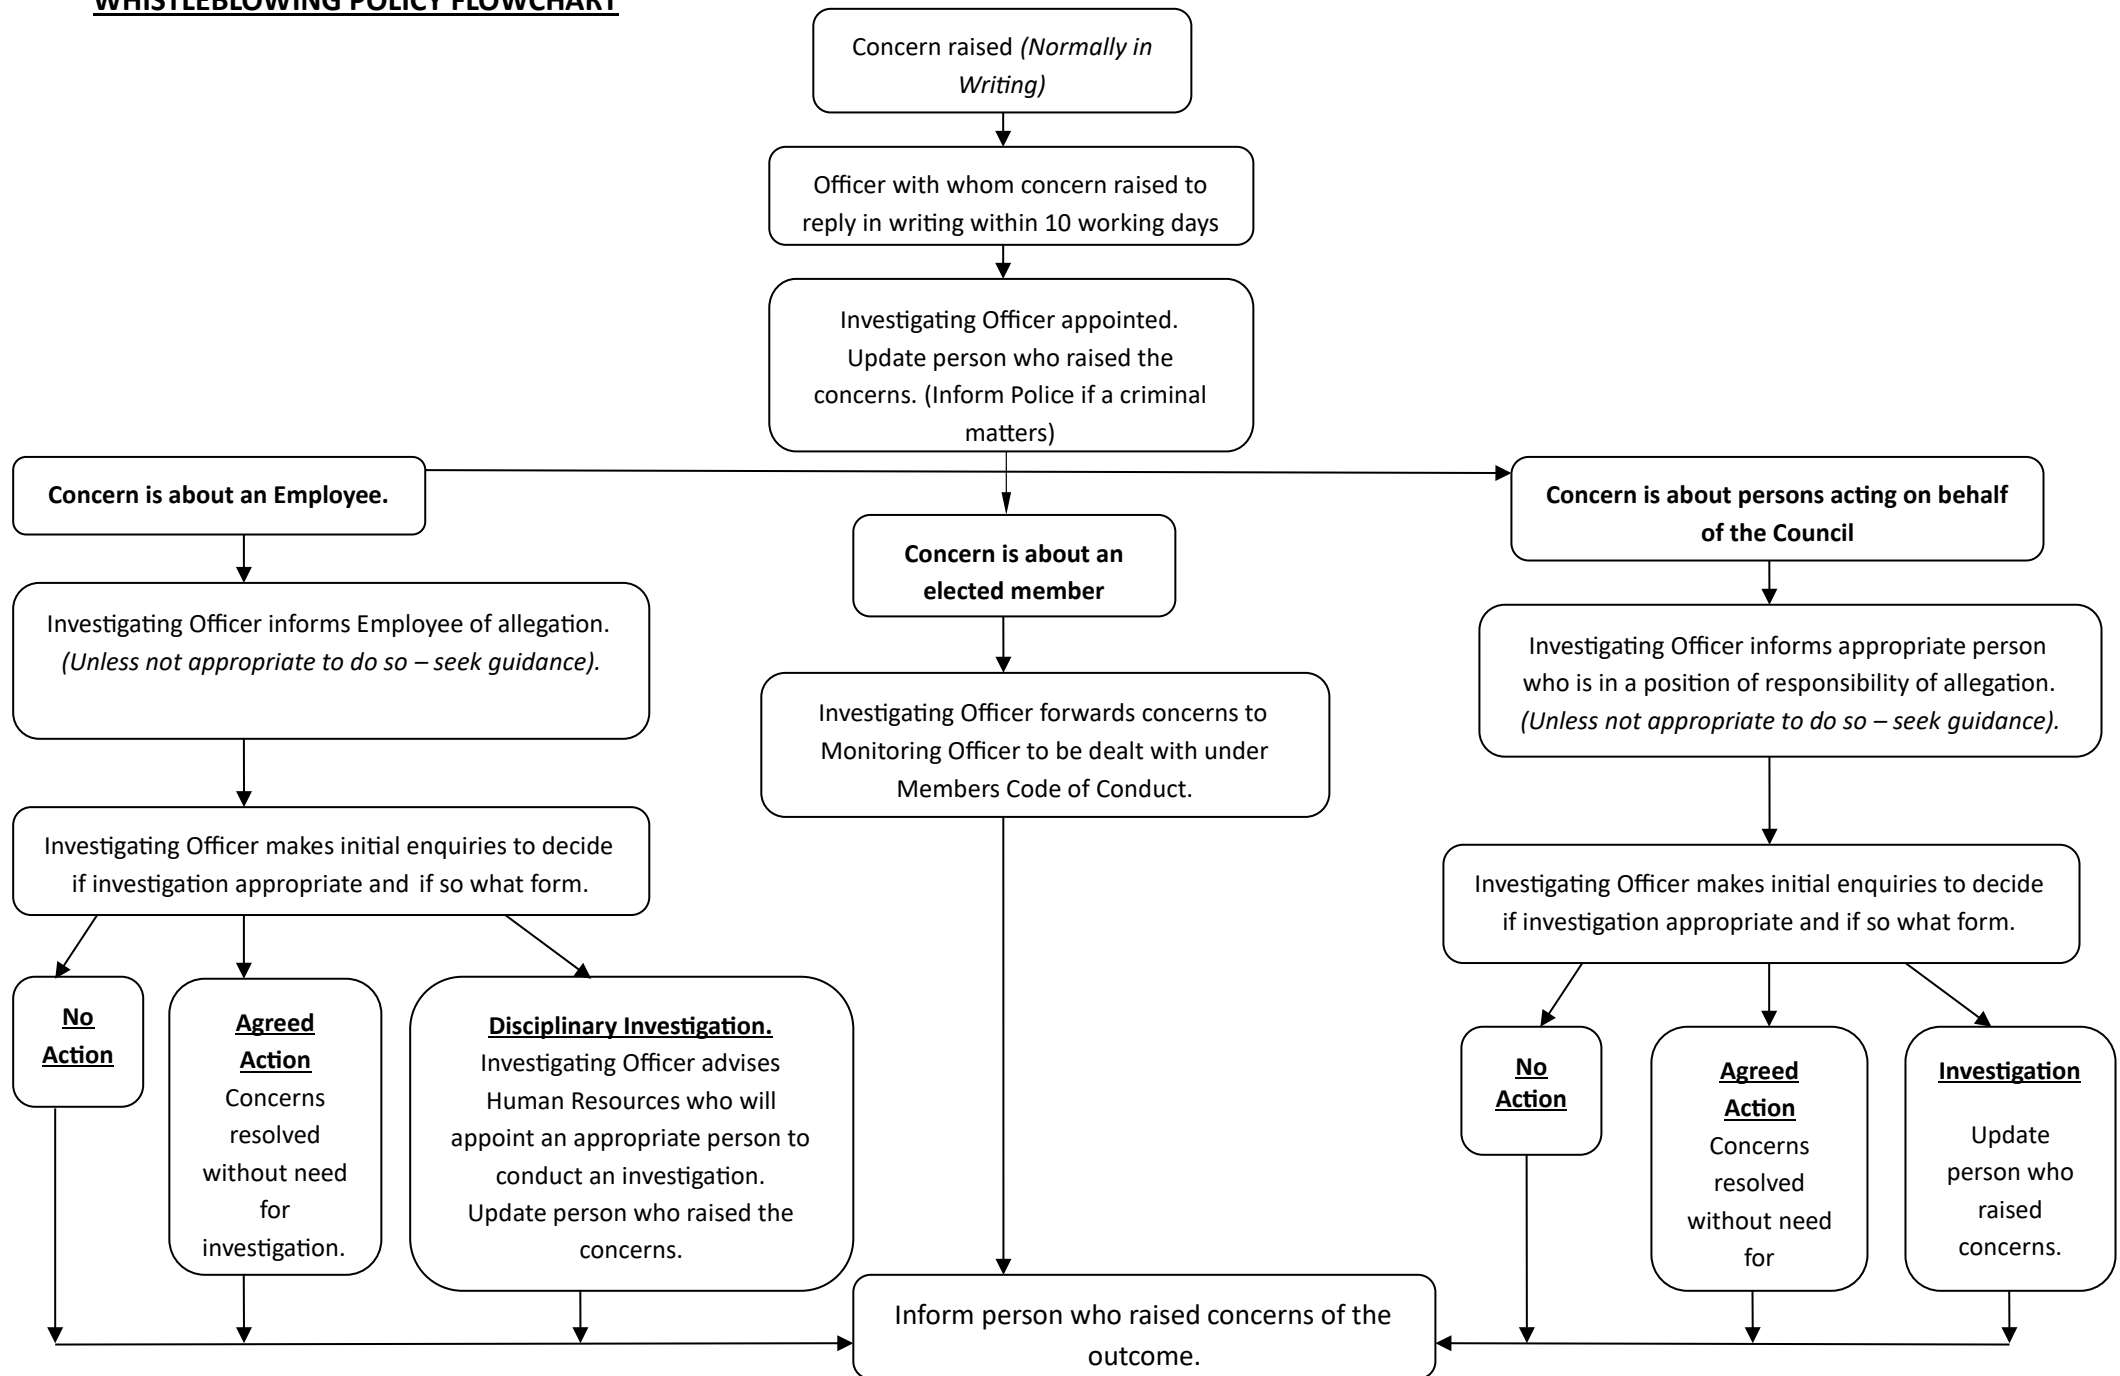 WHISTLEBLOWING POLICY FLOWCHART
Concern raised (Normally in
Writing)
Officer with whom concern raised to
reply in writing within 10 working days
Investigating Officer appointed.
Update person who raised the
concerns. (Inform Police if a criminal
matters)
Concern is about an Employee.
Investigating Officer informs Employee of allegation.
(Unless not appropriate to do so – seek guidance).
Investigating Officer makes initial enquiries to decide
if investigation appropriate and if so what form.
No
Action
Agreed
Action
Concerns
resolved
without need
for
investigation.
Disciplinary Investigation.
Investigating Officer advises
Human Resources who will
appoint an appropriate person to
conduct an investigation.
Update person who raised the
concerns.
Concern is about an
elected member
Investigating Officer forwards concerns to
Monitoring Officer to be dealt with under
Members Code of Conduct.
Concern is about persons acting on behalf
of the Council
Investigating Officer informs appropriate person
who is in a position of responsibility of allegation.
(Unless not appropriate to do so – seek guidance).
Investigating Officer makes initial enquiries to decide
if investigation appropriate and if so what form.
No
Action
Agreed
Action
Concerns
resolved
without need
for
Investigation
Update
person who
raised
concerns.
Inform person who raised concerns of the
outcome.